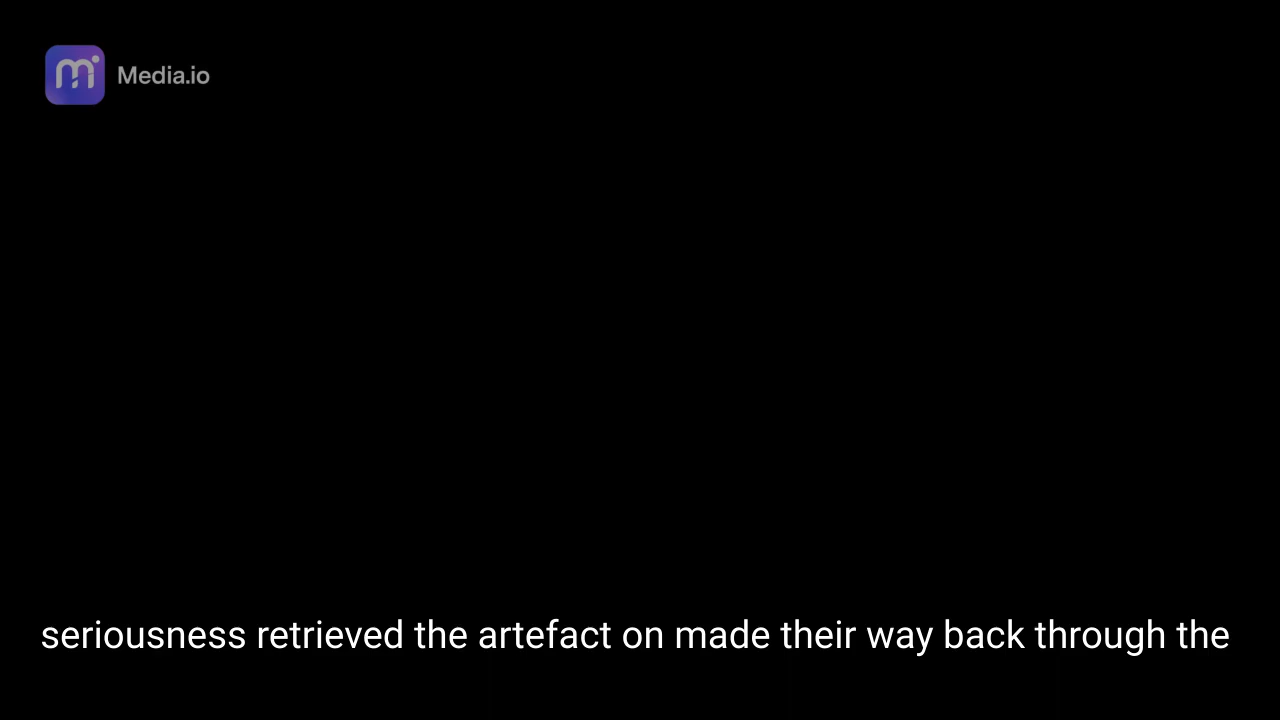 Media.io
seriousness retrieved the artefact on made their way back through the